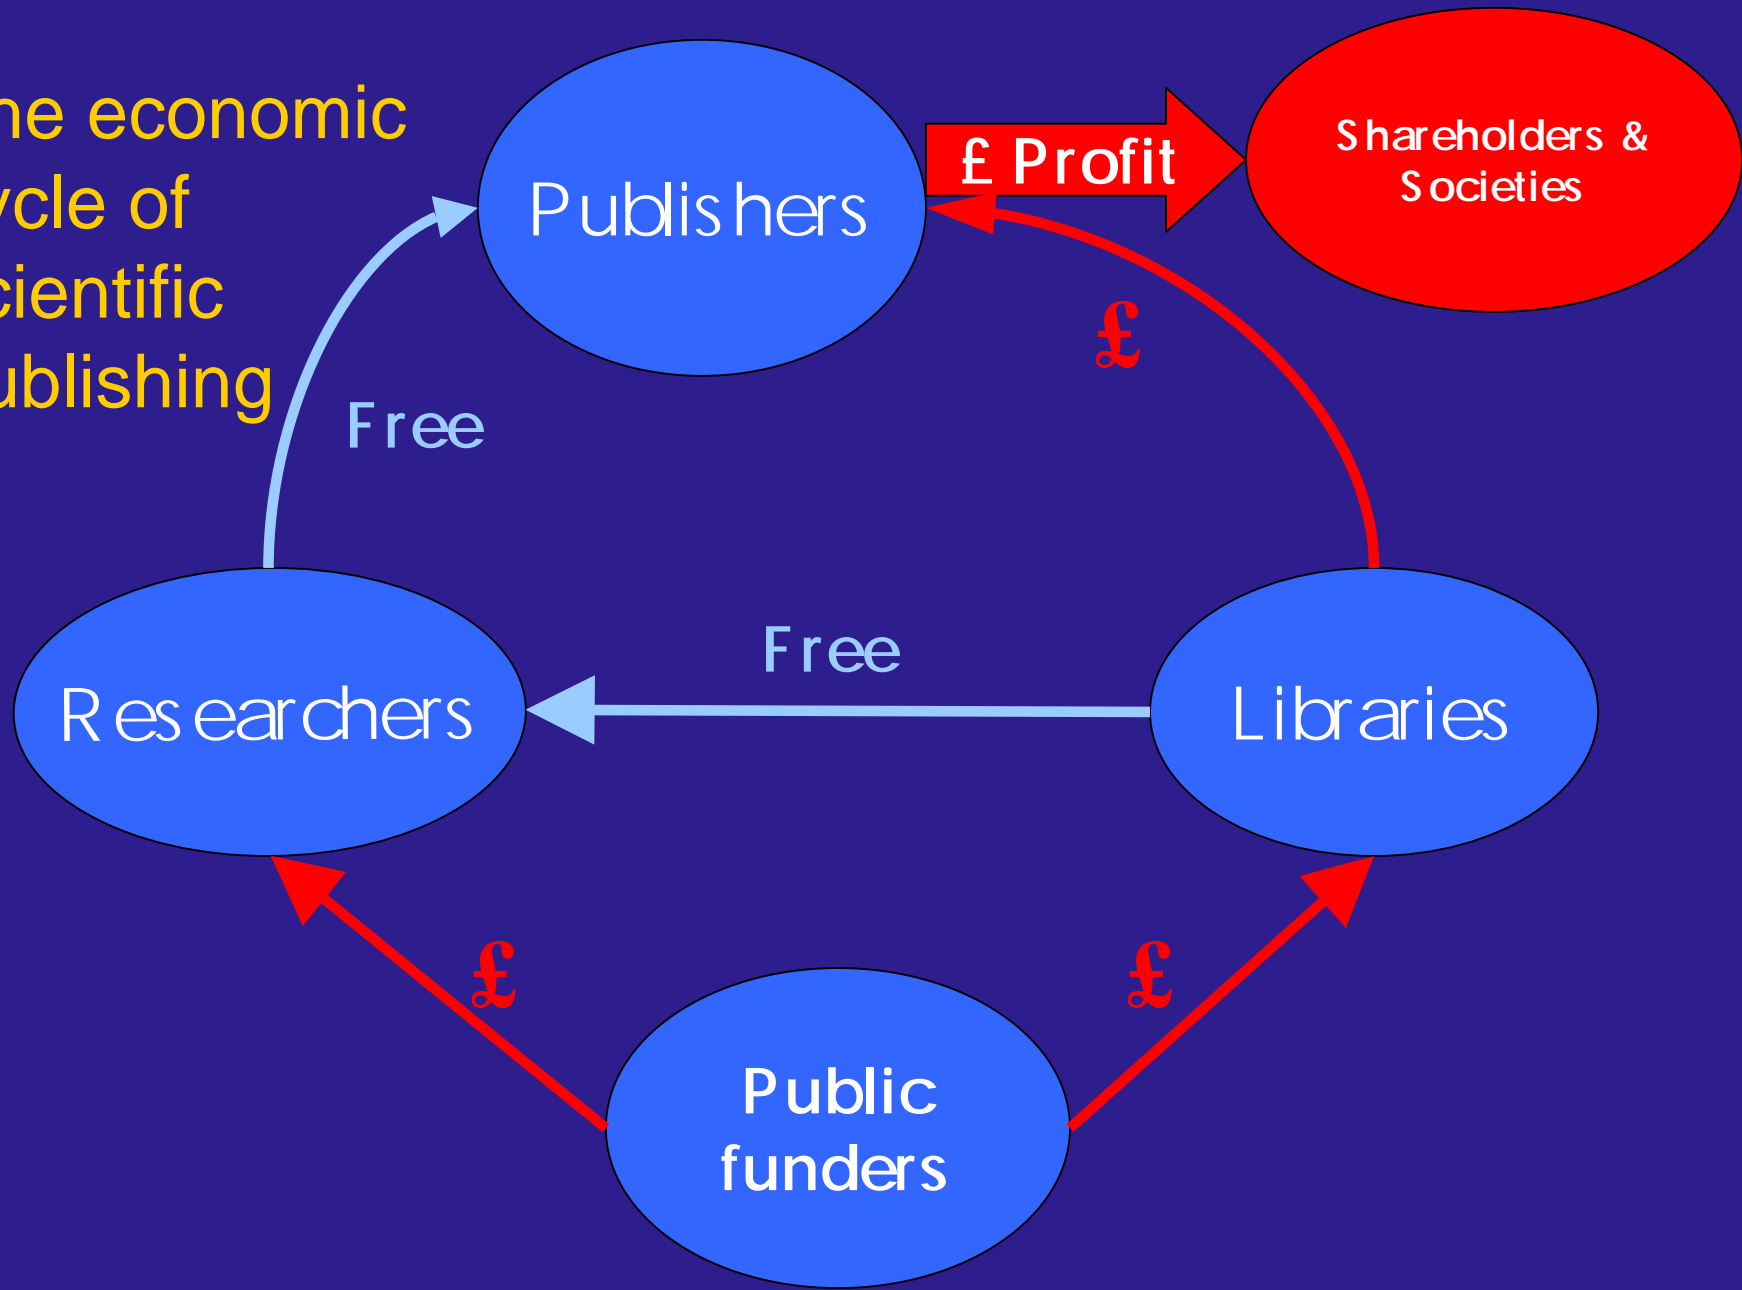 he economic
ycle of
cientific
ublishing
Publishers
£ Profit
Shareholders &
Societies
£
Free
Free
Researchers
Libraries
£
£
Public
funders